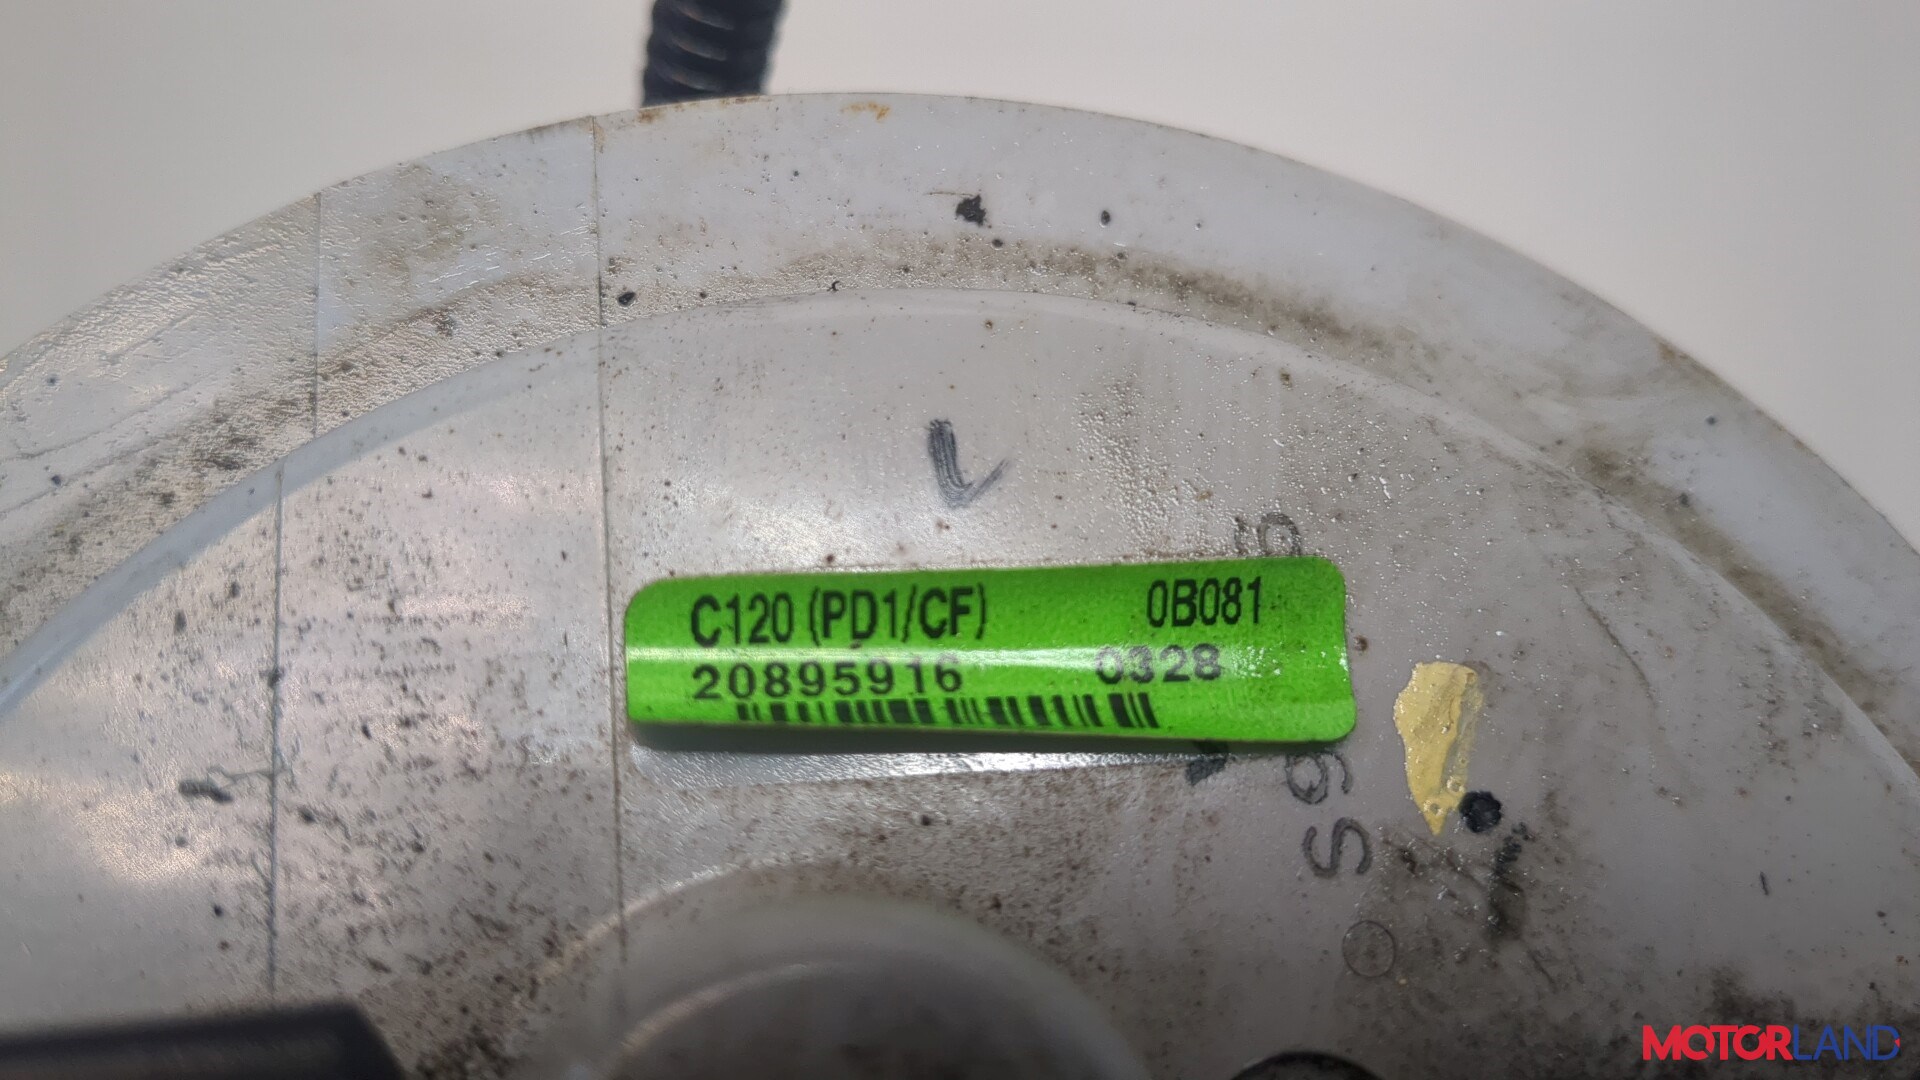 C120 (PD1/CF) 0B081
20895916 0328
MOTORLAND